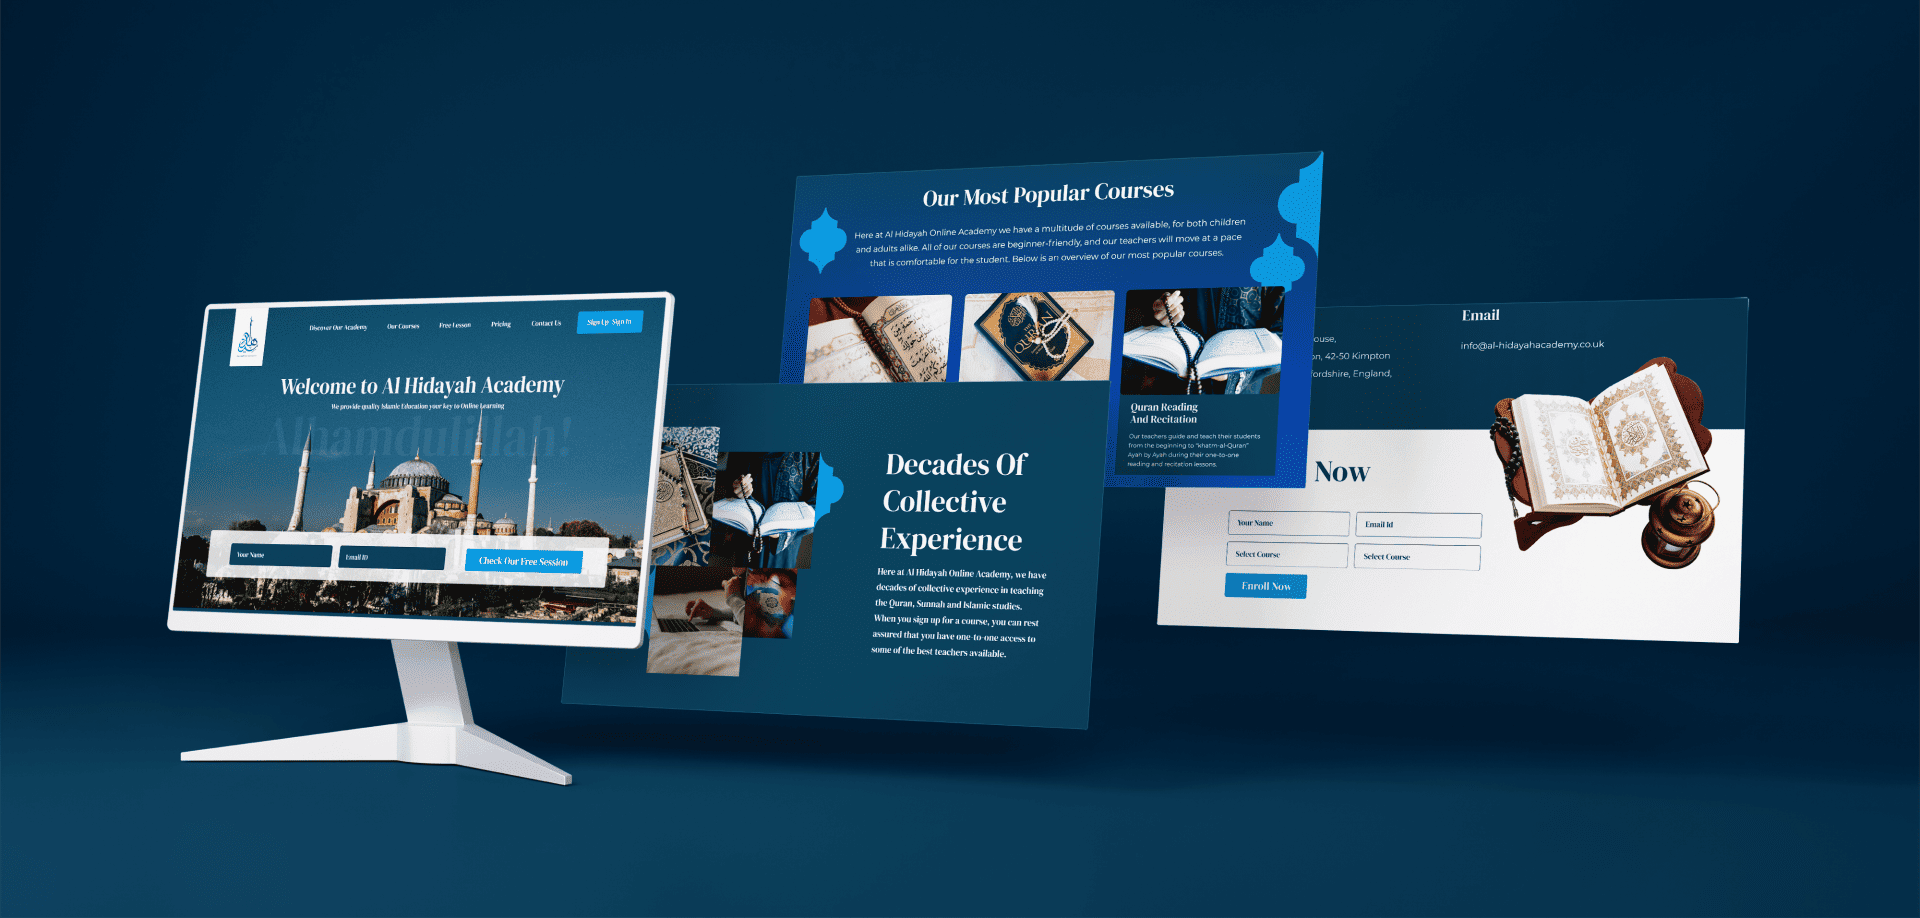 Discover Our Academy
Our Courses
Free Lesson
Pricing
Contact Us
Sign Up Sign In
Welcome to Al Hidayah Academy
We provide quality Islamic Education your key to Online Learning
Alhamdulillah!
Your Name
Email ID
Check Our Free Session
Decades Of
Collective
Experience
Here at Al Hidayah Online Academy, we have
decades of collective experience in teaching
the Quran, Sunnah and Islamic studies.
When you sign up for a course, you can rest
assured that you have one-to-one access to
some of the best teachers available.
Our Most Popular Courses
Here at Al Hidayah Online Academy we have a multitude of courses available, for both children
and adults alike. All of our courses are beginner-friendly, and our teachers will move at a pace
that is comfortable for the student. Below is an overview of our most popular courses.
THE
QURAN
Quran Reading
And Recitation
Our teachers guide and teach their students
from the beginning to "khatm-al-Quran"
Ayah by Ayah during their one-to-one
reading and recitation lessons.
ouse,
on, 42-50 Kimpton
fordshire, England,
Email
info@al-hidayahacademy.co.uk
Now
Your Name
Email Id
Select Course
Select Course
Enroll Now